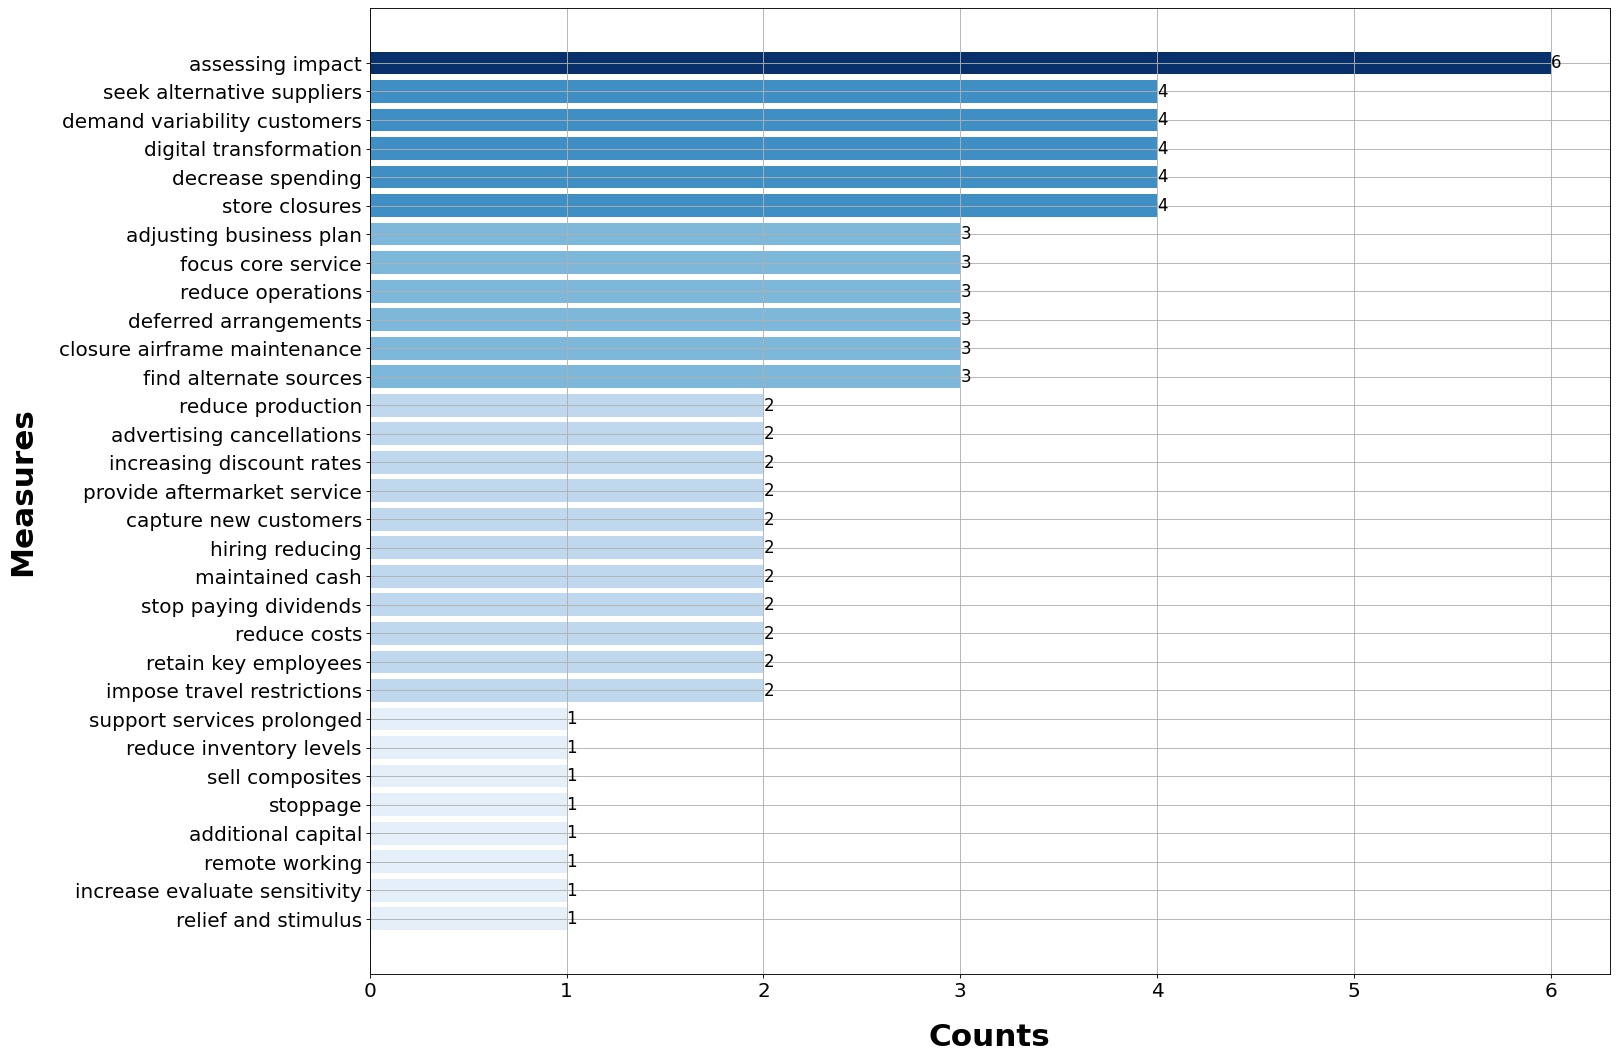 assessing impact 6
seek alternative suppliers 4
demand variability customers 4
digital transformation 4
decrease spending 4
store closures 4
adjusting business plan 3
focus core service 3
reduce operations 3
deferred arrangements 3
closure airframe maintenance 3
find alternate sources 3
reduce production 2
advertising cancellations 2
increasing discount rates 2
provide aftermarket service 2
capture new customers 2
hiring reducing 2
maintained cash 2
stop paying dividends 2
reduce costs 2
retain key employees 2
impose travel restrictions 2
support services prolonged 1
reduce inventory levels 1
sell composites 1
stoppage 1
additional capital 1
remote working 1
increase evaluate sensitivity 1
relief and stimulus 1
Measures
0 1 2 3 4 5 6
Counts